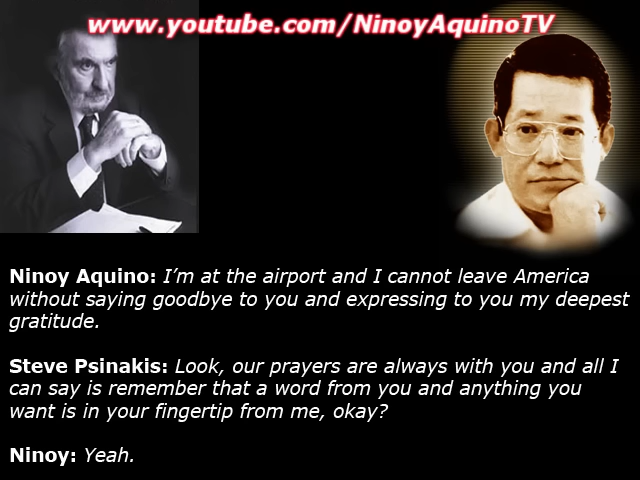 www.youtube.com/NinoyAquinoTV
Ninoy Aquino: I’m at the airport and I cannot leave America
without saying goodbye to you and expressing to you my deepest
gratitude.
Steve Psinakis: Look, our prayers are always with you and all I
can say is remember that a word from you and anything you
want is in your fingertip from me, okay?
Ninoy: Yeah.